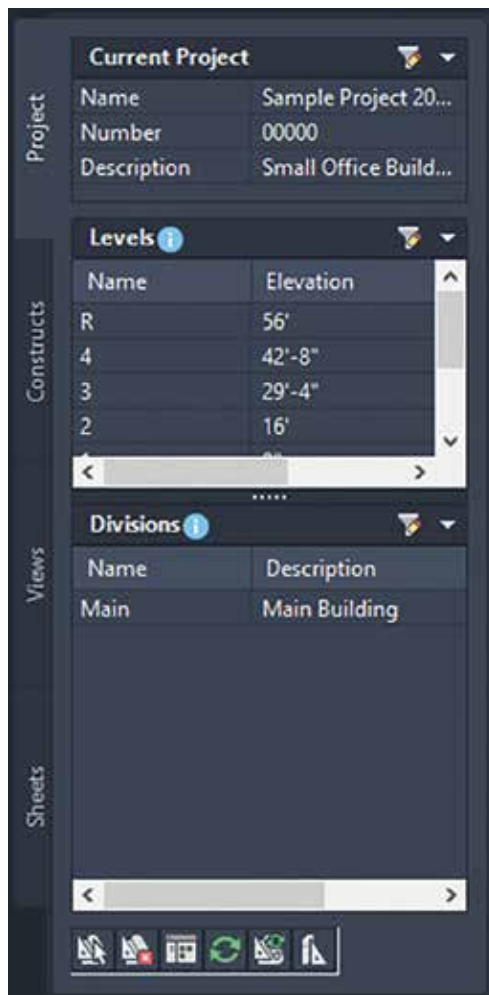 Project
Constructs
Views
Sheets
Current Project
Name Sample Project 20...
Number 00000
Description Small Office Build...
Levels
Name Elevation
R 56'
4 42'-8"
3 29'-4"
2 16'
Divisions
Name Description
Main Main Building